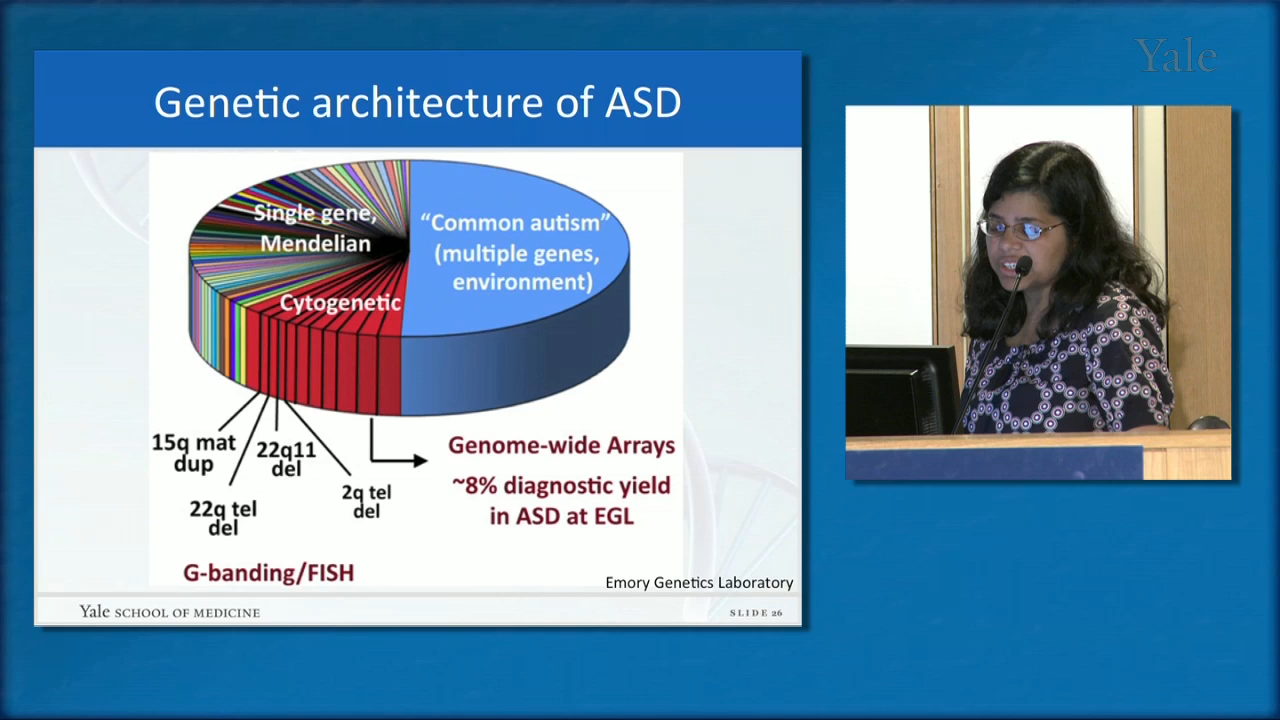 Yale
Genetic architecture of ASD
Single gene,
Mendelian
"Common autism"
(multiple genes,
environment)
Cytogenetic
15q mat
dup
22q11
del
22q tel
del
2q tel
del
Genome-wide Arrays
~8% diagnostic yield
in ASD at EGL
G-banding/FISH
Emory Genetics Laboratory
Yale SCHOOL OF MEDICINE
SLIDE 26